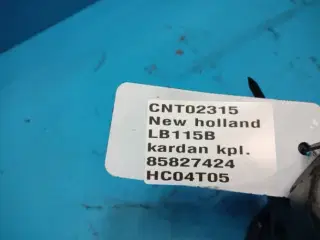 CNT02315
New holland
LB115B
kardan kpl.
85827424
HC04T05